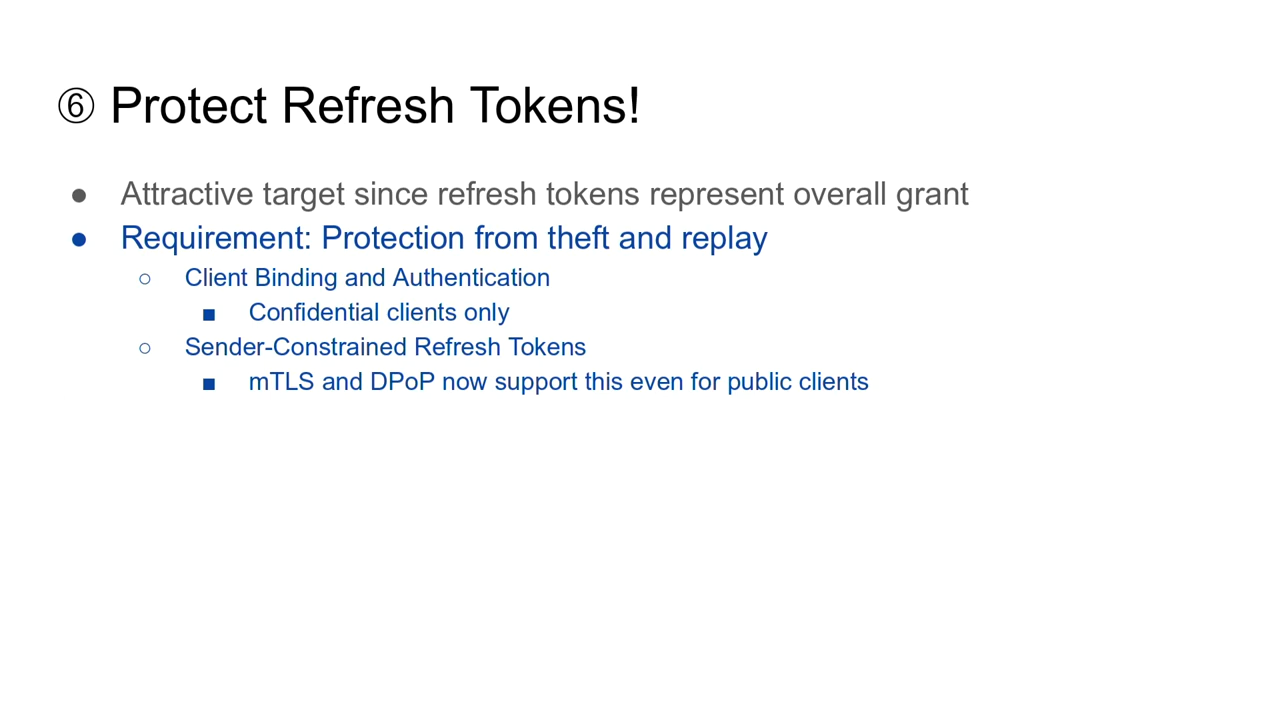 ⑥ Protect Refresh Tokens!
● Attractive target since refresh tokens represent overall grant
● Requirement: Protection from theft and replay
○ Client Binding and Authentication
■ Confidential clients only
○ Sender-Constrained Refresh Tokens
■ mTLS and DPoP now support this even for public clients